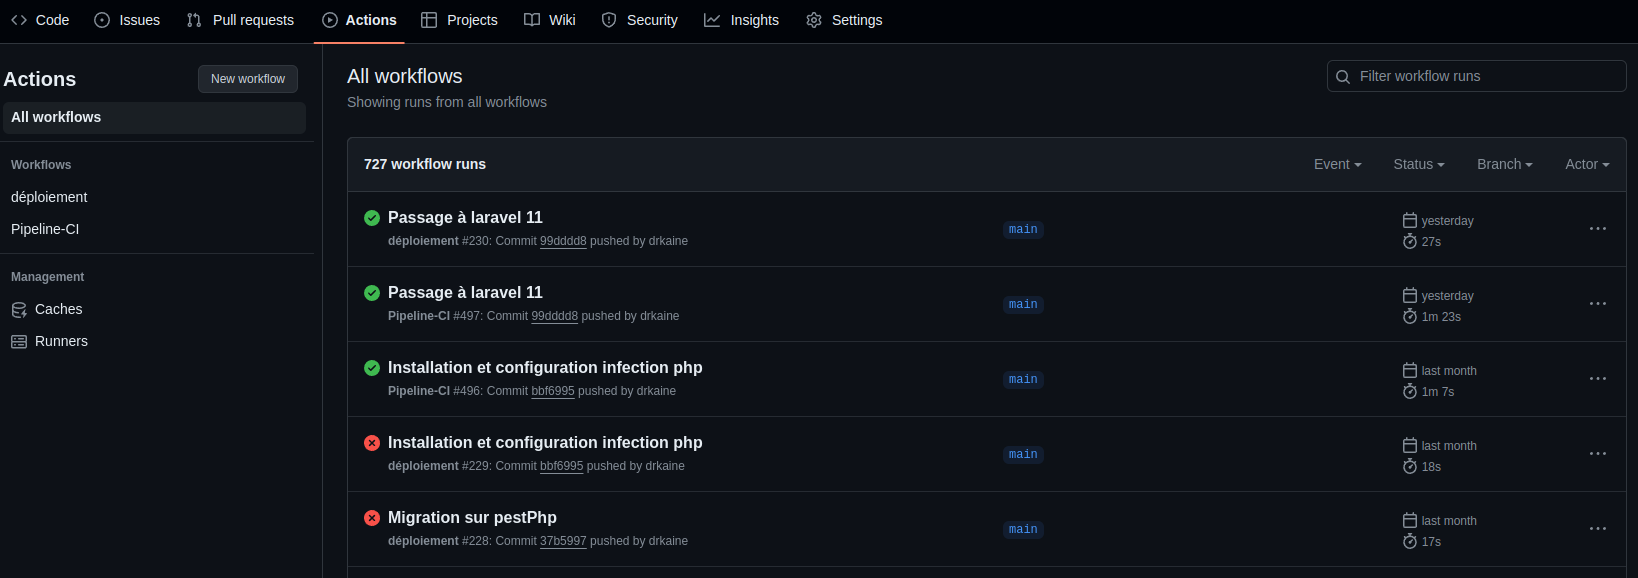 Code Issues Pull requests Actions Projects Wiki Security Insights Settings
Actions
New workflow
All workflows
Workflows
déploiement
Pipeline-CI
Management
Caches
Runners
All workflows
Showing runs from all workflows
Filter workflow runs
727 workflow runs
Event Status Branch Actor
Passage à laravel 11
déploiement #230: Commit 99dddd8 pushed by drkaine
main
yesterday
27s
Passage à laravel 11
Pipeline-CI #497: Commit 99dddd8 pushed by drkaine
main
yesterday
1m 23s
Installation et configuration infection php
Pipeline-CI #496: Commit bbf6995 pushed by drkaine
main
last month
1m 7s
Installation et configuration infection php
déploiement #229: Commit bbf6995 pushed by drkaine
main
last month
18s
Migration sur pestPhp
déploiement #228: Commit 37b5997 pushed by drkaine
main
last month
17s